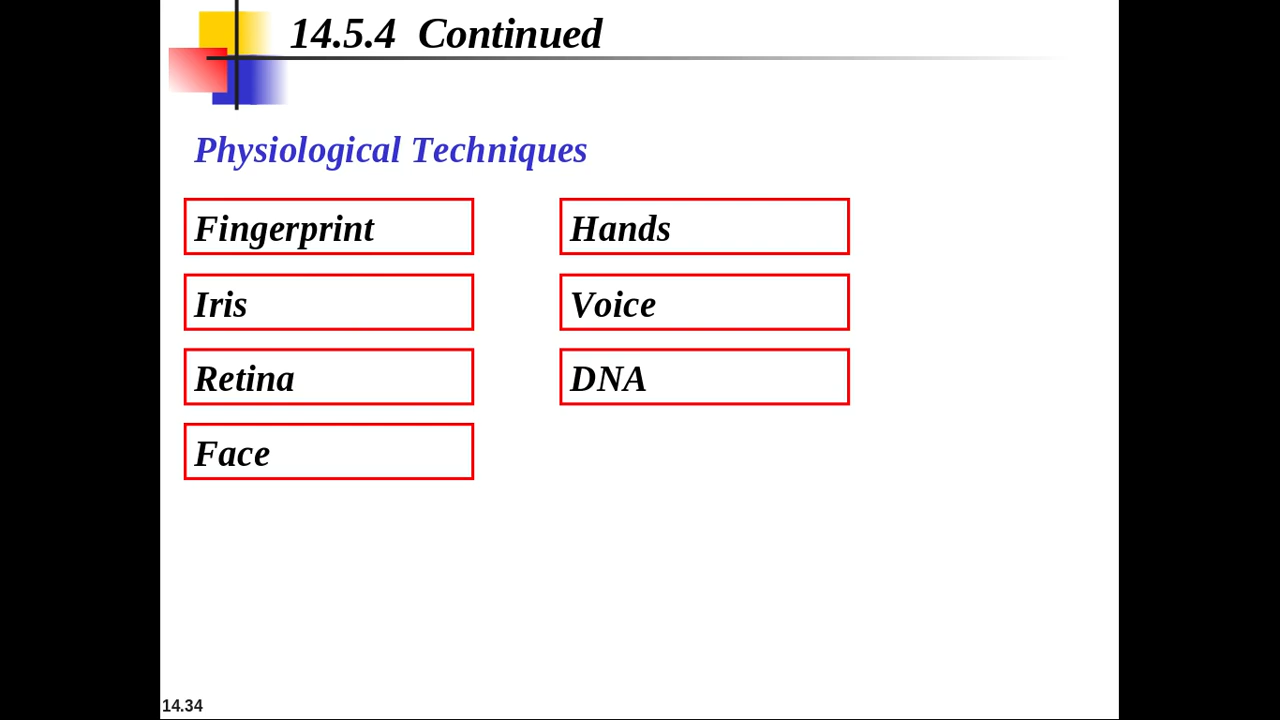 14.5.4 Continued
Physiological Techniques
Fingerprint
Hands
Iris
Voice
Retina
DNA
Face
14.34